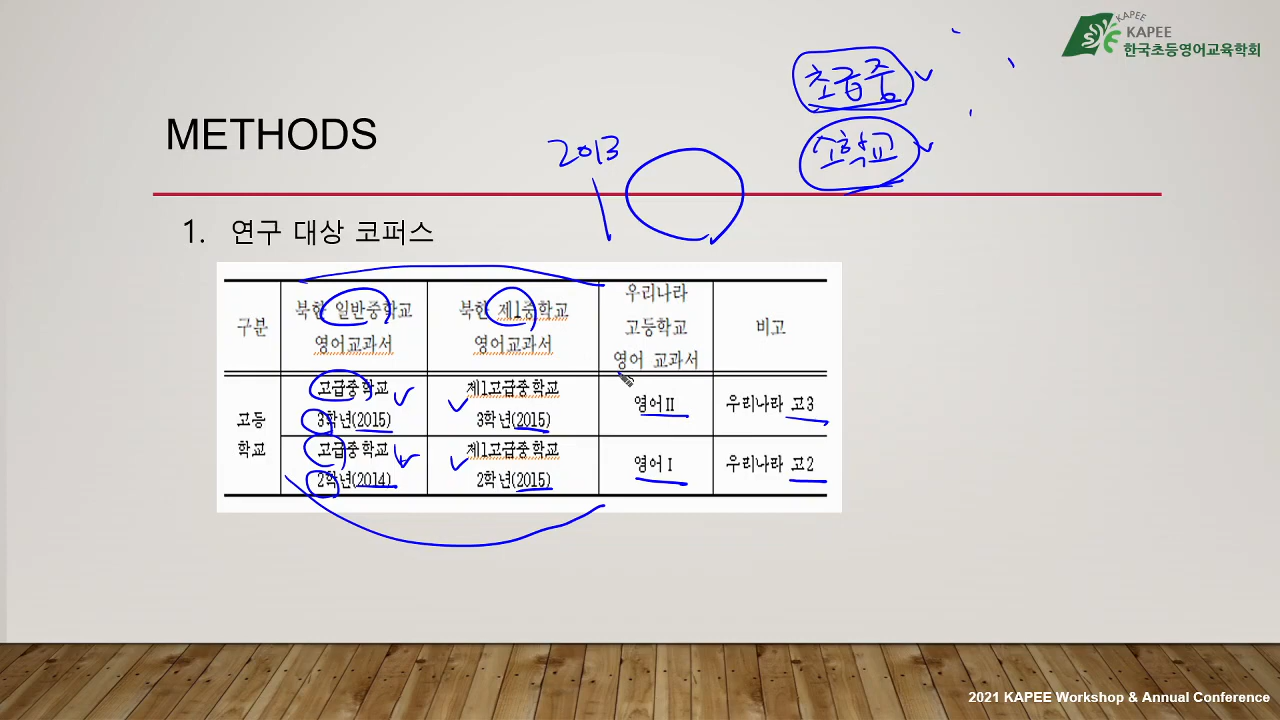 KAPEE
KAPEE
한국초등영어교육학회
초급중
소학교
METHODS
2013
1. 연구 대상 코퍼스
구분
북한 일반중학교
영어교과서
북한 제1중학교
영어교과서
우리나라
고등학교
영어 교과서
비고
고등
학교
고급중학교
3학년(2015)
제1고급중학교
3학년(2015)
영어Ⅱ
우리나라 고3
고급중학교
2학년(2014)
제1고급중학교
2학년(2015)
영어Ⅰ
우리나라 고2
2021 KAPEE Workshop & Annual Conference